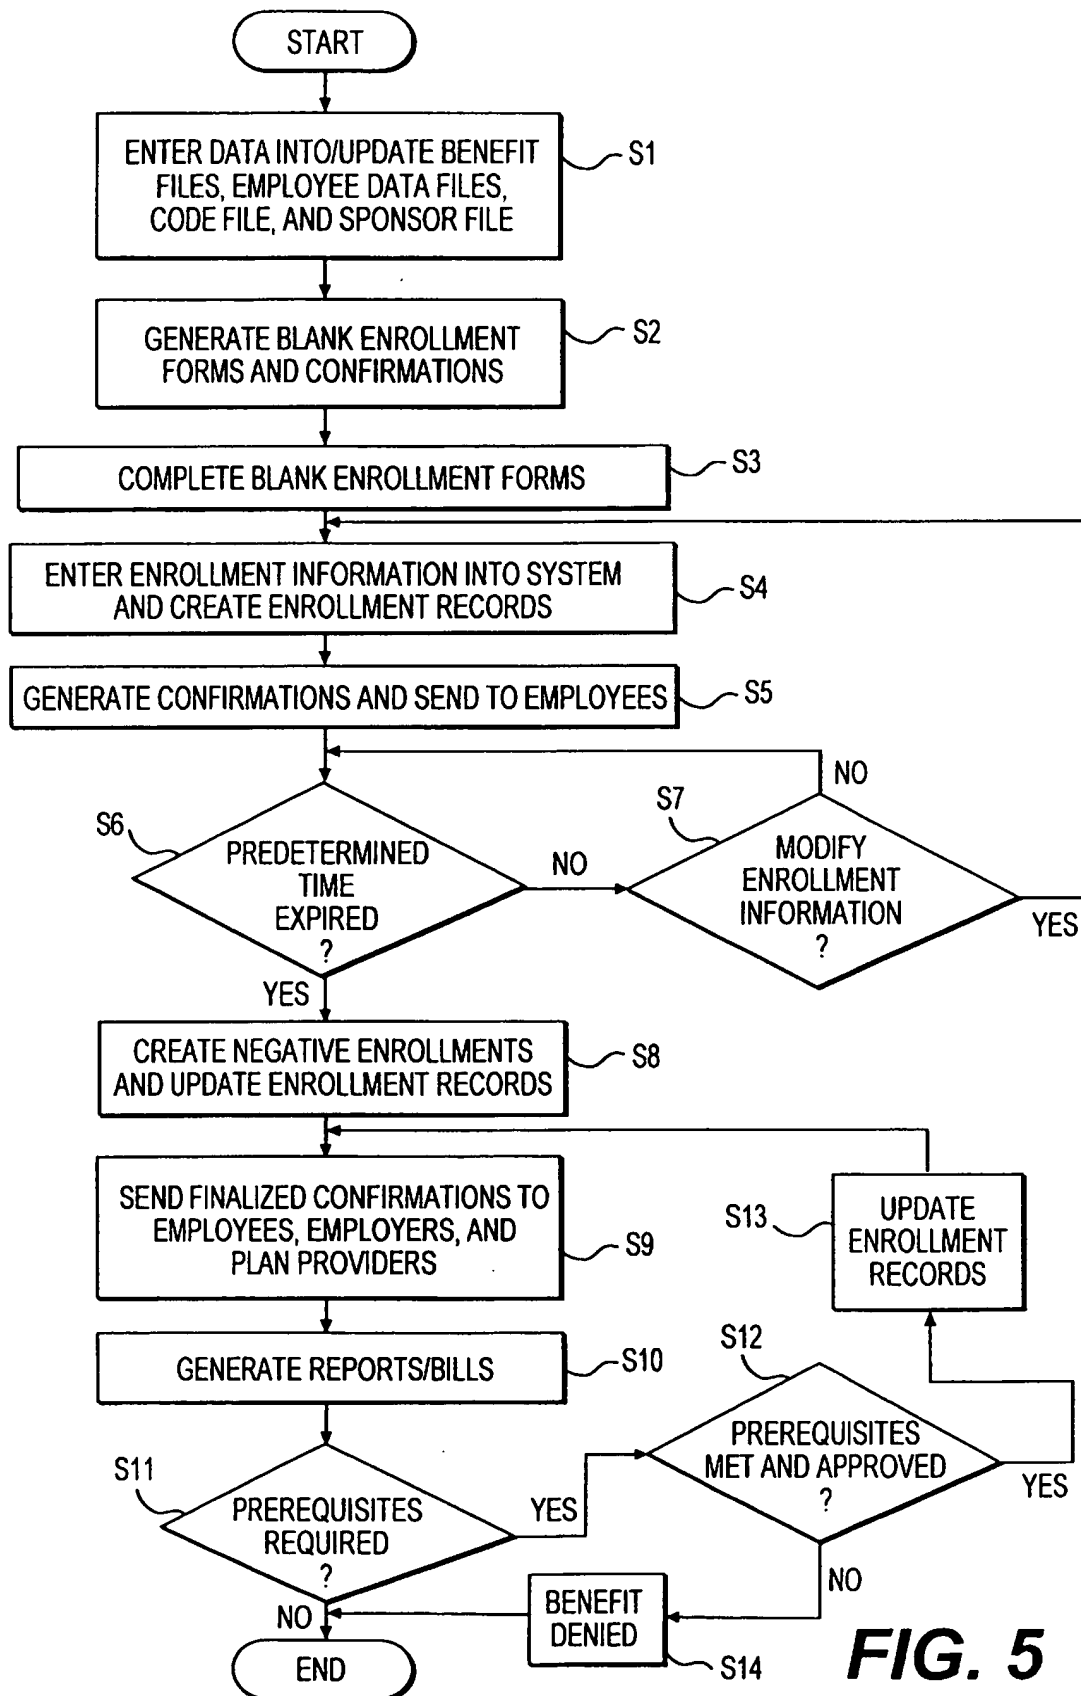 START
ENTER DATA INTO/UPDATE BENEFIT
FILES, EMPLOYEE DATA FILES,
CODE FILE, AND SPONSOR FILE
S1
GENERATE BLANK ENROLLMENT
FORMS AND CONFIRMATIONS
S2
COMPLETE BLANK ENROLLMENT FORMS
S3
ENTER ENROLLMENT INFORMATION INTO SYSTEM
AND CREATE ENROLLMENT RECORDS
S4
GENERATE CONFIRMATIONS AND SEND TO EMPLOYEES
S5
S6
PREDETERMINED
TIME
EXPIRED
?
NO
YES
S7
MODIFY
ENROLLMENT
INFORMATION
?
NO
YES
CREATE NEGATIVE ENROLLMENTS
AND UPDATE ENROLLMENT RECORDS
S8
SEND FINALIZED CONFIRMATIONS TO
EMPLOYEES, EMPLOYERS, AND
PLAN PROVIDERS
S9
S13
UPDATE
ENROLLMENT
RECORDS
GENERATE REPORTS/BILLS
S10
S11
PREREQUISITES
REQUIRED
?
YES
NO
S12
PREREQUISITES
MET AND APPROVED
?
YES
NO
BENEFIT
DENIED
S14
END
FIG. 5